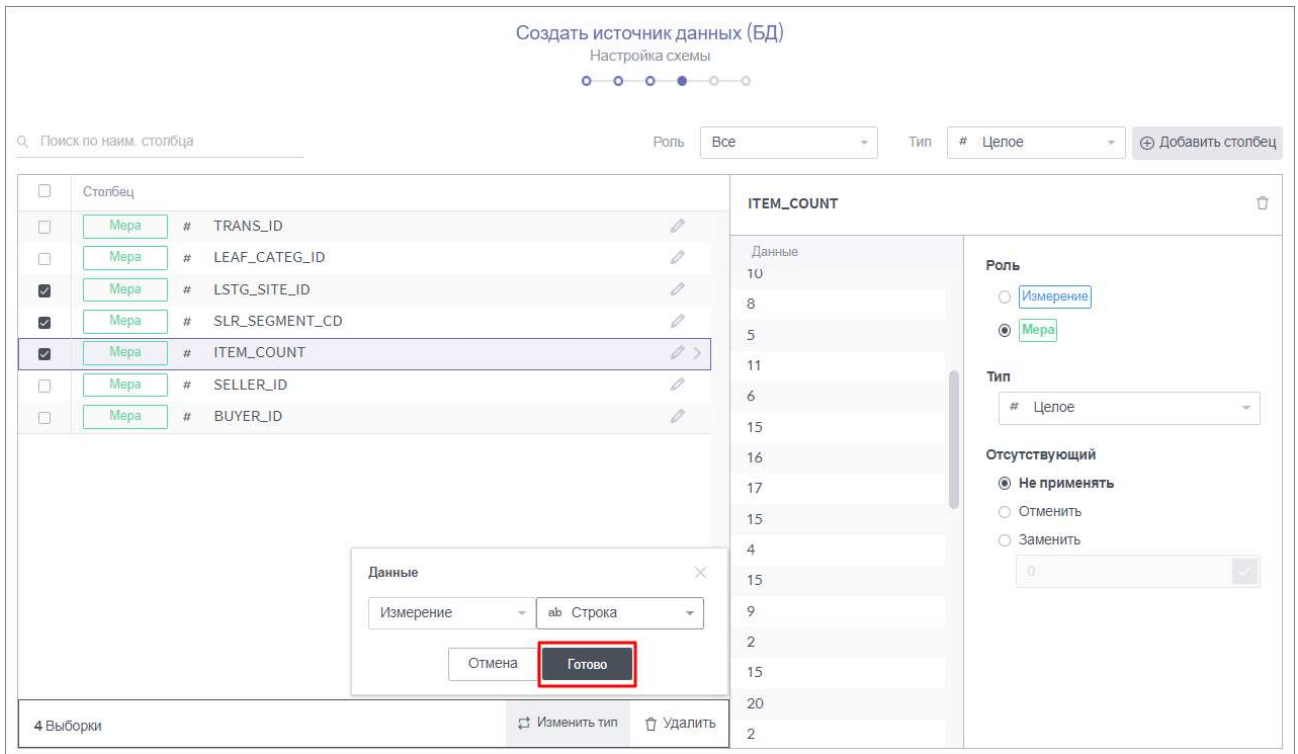 Создать источник данных (БД)
Настройка схемы
Поиск по наим. столбца
Роль Все Тип # Целое Добавить столбец
Столбец
Мера # TRANS_ID
Мера # LEAF_CATEG_ID
Мера # LSTG_SITE_ID
Мера # SLR_SEGMENT_CD
Мера # ITEM_COUNT
Мера # SELLER_ID
Мера # BUYER_ID
Данные
Измерение ab Строка
Отмена Готово
4 Выборки Изменить тип Удалить
ITEM_COUNT
Данные
10
8
5
11
6
15
16
17
15
4
15
9
2
15
20
2
Роль
Измерение
Мера
Тип
# Целое
Отсутствующий
Не применять
Отменить
Заменить
0